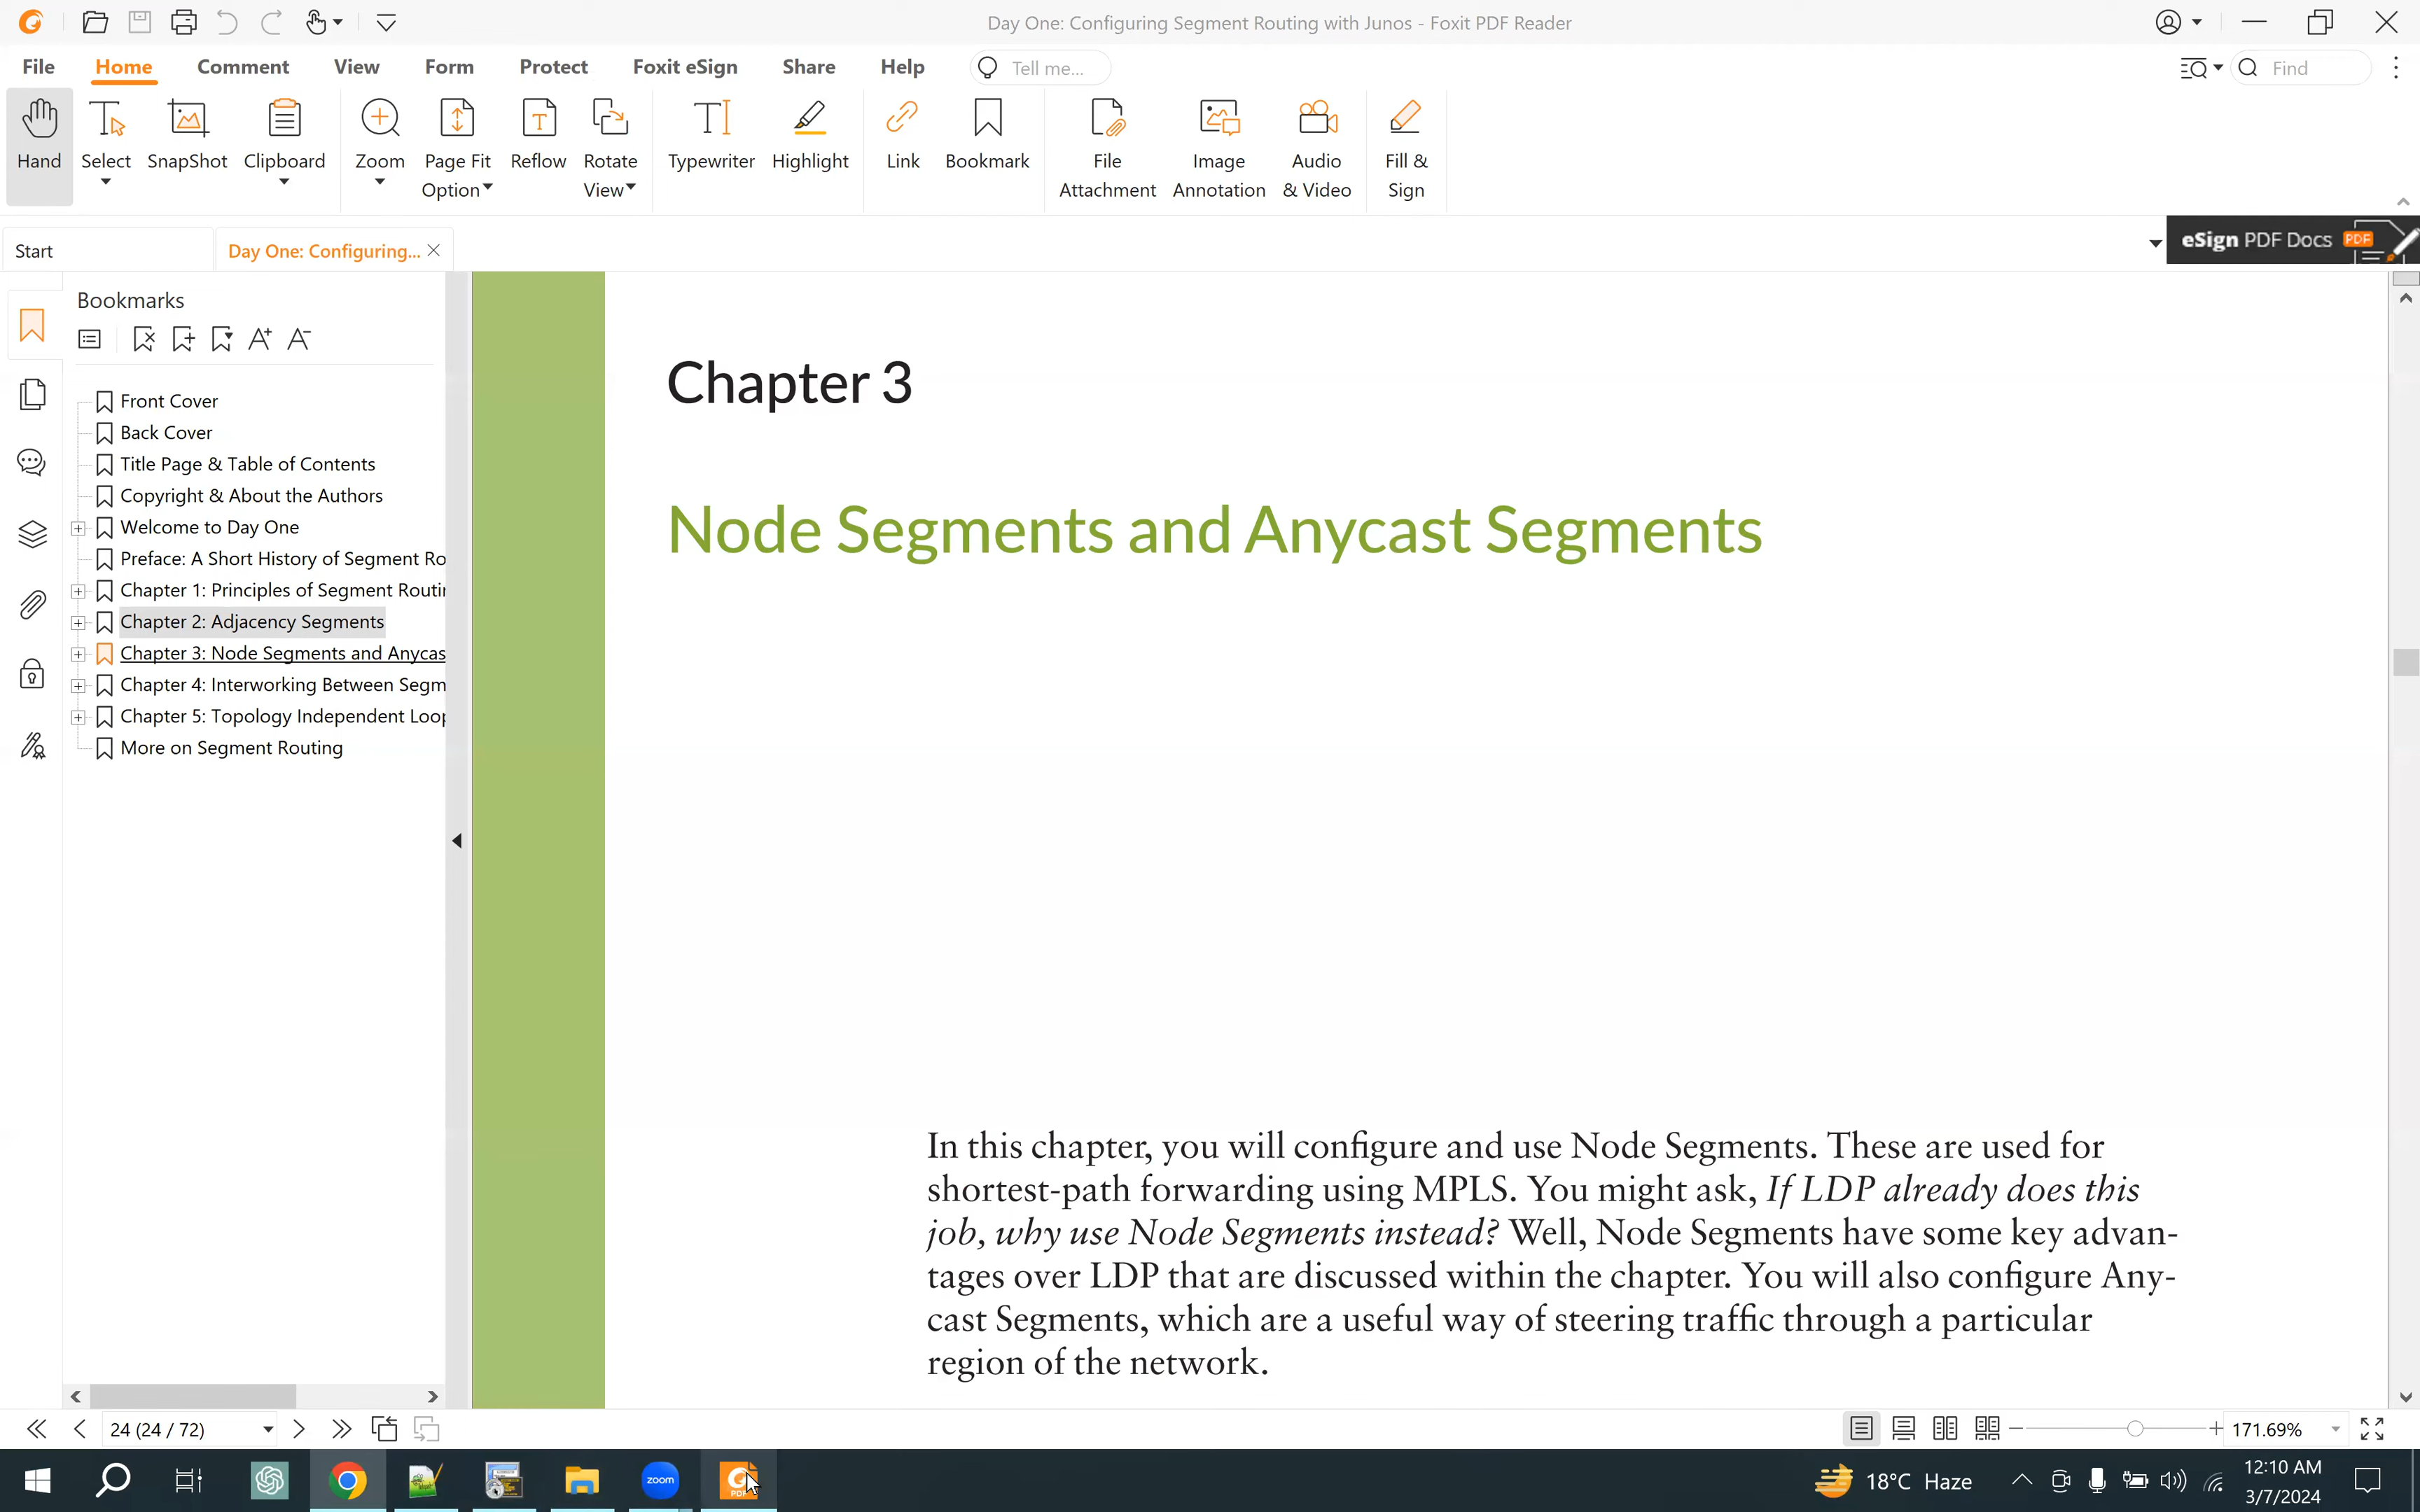 Day One: Configuring Segment Routing with Junos - Foxit PDF Reader
File Home Comment View Form Protect Foxit eSign Share Help Tell me... Find
Hand Select SnapShot Clipboard Zoom Page Fit Option Reflow Rotate View Typewriter Highlight Link Bookmark File Attachment Image Annotation Audio & Video Fill & Sign
Start Day One: Configuring... eSign PDF Docs PDF
Bookmarks
Front Cover
Back Cover
Title Page & Table of Contents
Copyright & About the Authors
Welcome to Day One
Preface: A Short History of Segment Ro
Chapter 1: Principles of Segment Routin
Chapter 2: Adjacency Segments
Chapter 3: Node Segments and Anycas
Chapter 4: Interworking Between Segm
Chapter 5: Topology Independent Loop
More on Segment Routing
Chapter 3
Node Segments and Anycast Segments
In this chapter, you will configure and use Node Segments. These are used for
shortest-path forwarding using MPLS. You might ask, If LDP already does this
job, why use Node Segments instead? Well, Node Segments have some key advan-
tages over LDP that are discussed within the chapter. You will also configure Any-
cast Segments, which are a useful way of steering traffic through a particular
region of the network.
24 (24 / 72) 171.69%
zoom PDF 18°C Haze 12:10 AM
3/7/2024